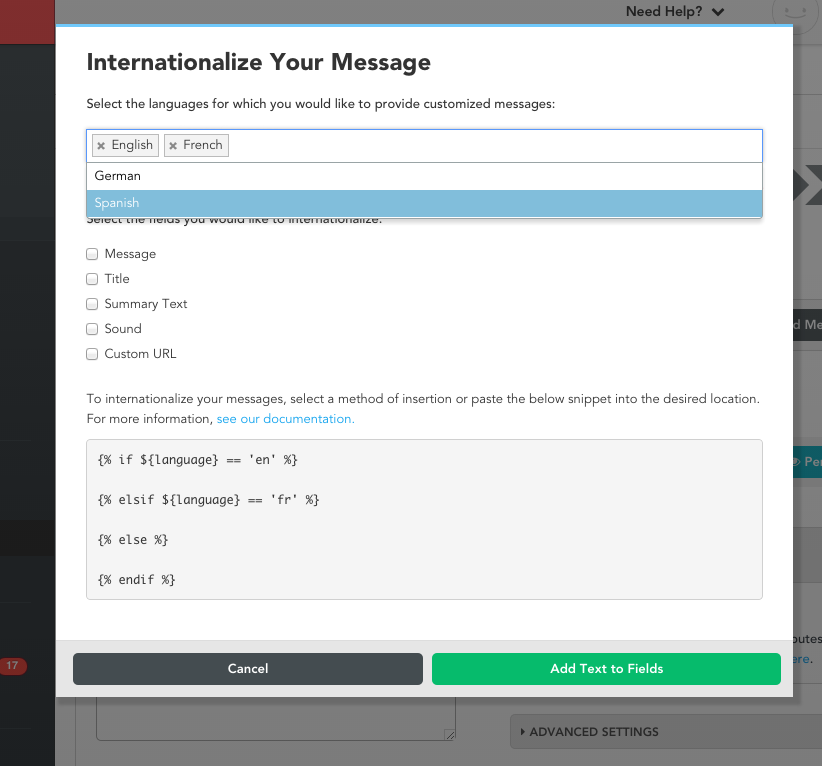 Need Help?
Internationalize Your Message
Select the languages for which you would like to provide customized messages:
× English × French
German
Spanish
Select the fields you would like to internationalize:
Message
Title
Summary Text
Sound
Custom URL
To internationalize your messages, select a method of insertion or paste the below snippet into the desired location.
For more information, see our documentation.
{% if ${language} == 'en' %}
{% elsif ${language} == 'fr' %}
{% else %}
{% endif %}
d Me
Per
butes
ere.
17
Cancel Add Text to Fields
ADVANCED SETTINGS